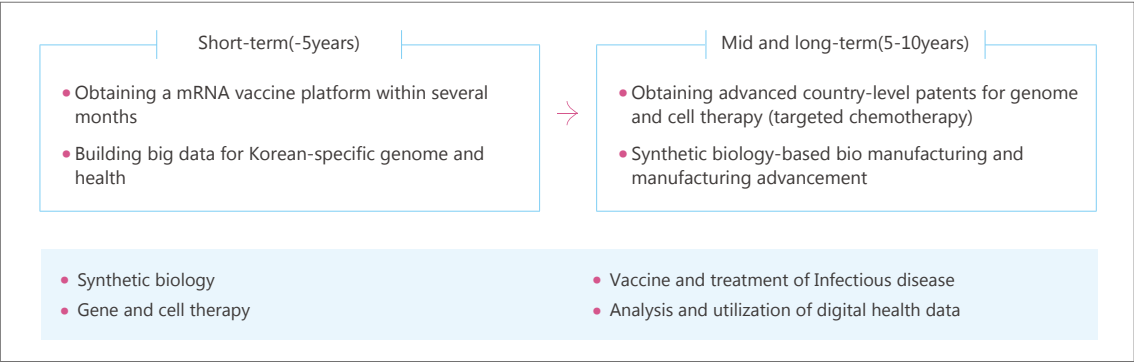 Short-term(-5years)
• Obtaining a mRNA vaccine platform within several
months
• Building big data for Korean-specific genome and
health
Mid and long-term(5-10years)
• Obtaining advanced country-level patents for genome
and cell therapy (targeted chemotherapy)
• Synthetic biology-based bio manufacturing and
manufacturing advancement
• Synthetic biology
• Gene and cell therapy
• Vaccine and treatment of Infectious disease
• Analysis and utilization of digital health data